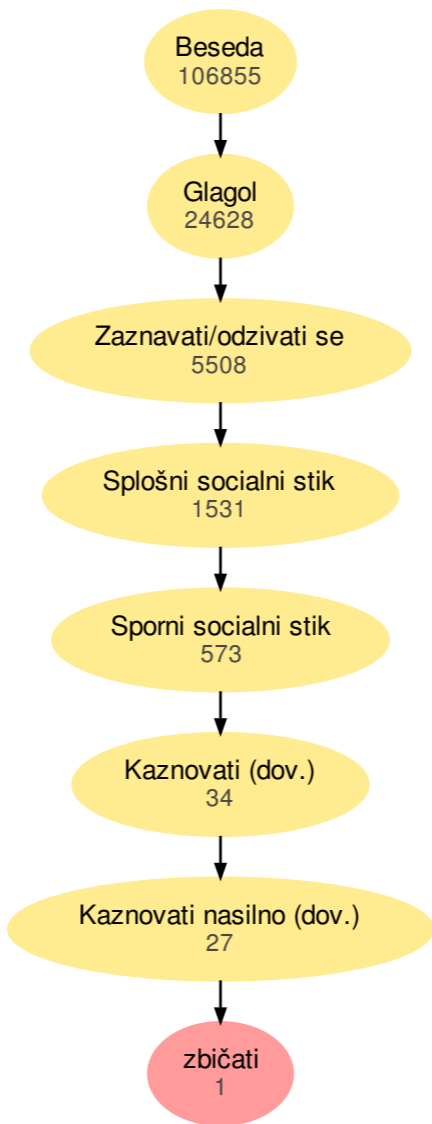 Beseda
106855
Glagol
24628
Zaznavati/odzivati se
5508
Splošni socialni stik
1531
Sporni socialni stik
573
Kaznovati (dov.)
34
Kaznovati nasilno (dov.)
27
zbičati
1